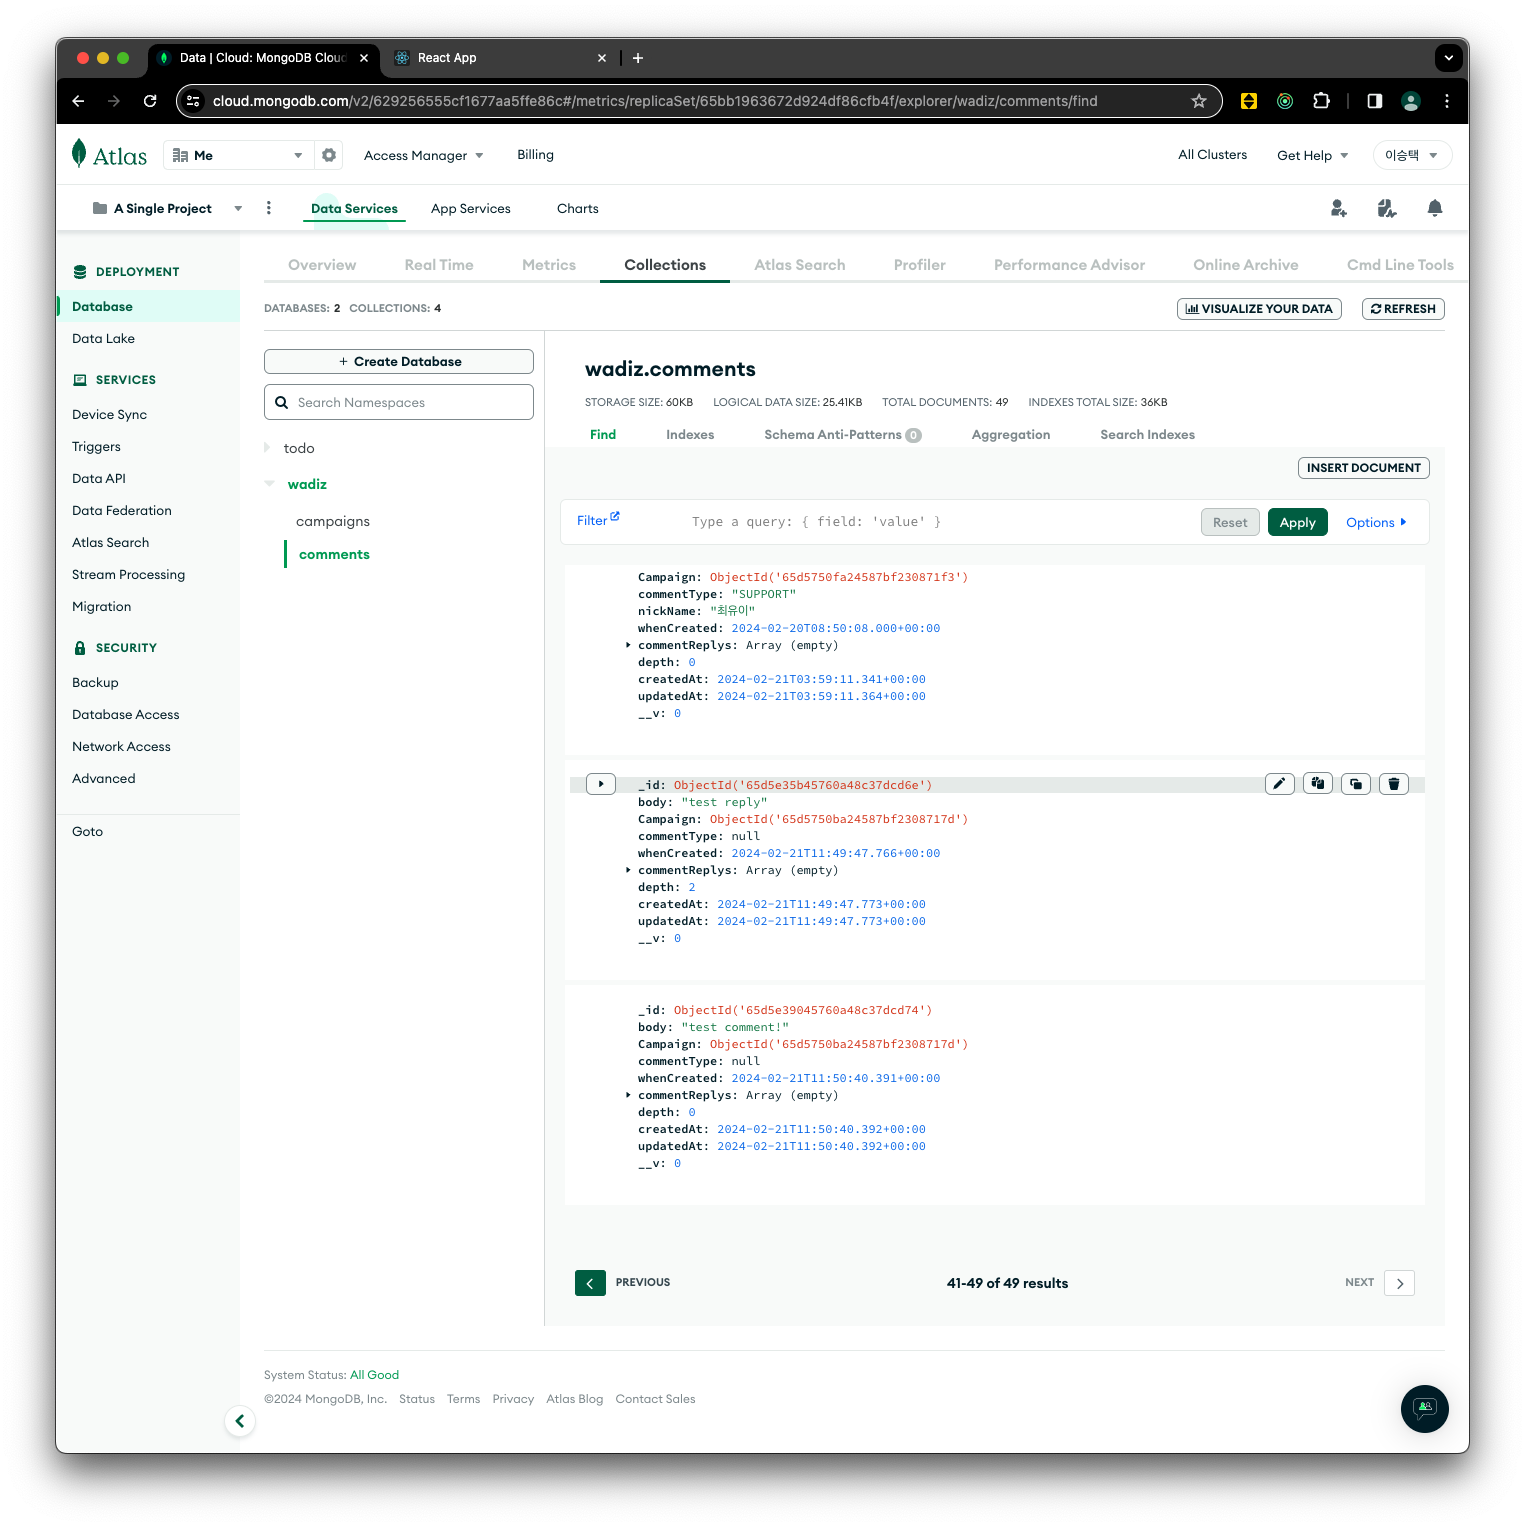 Data | Cloud: MongoDB Cloud
React App
cloud.mongodb.com/v2/629256555cf1677aa5ffe86c#/metrics/replicaSet/65bb1963672d924df86cfb4f/explorer/wadiz/comments/find
Atlas
Me
Access Manager
Billing
All Clusters
Get Help
이승택
A Single Project
Data Services
App Services
Charts
DEPLOYMENT
Database
Data Lake
SERVICES
Device Sync
Triggers
Data API
Data Federation
Atlas Search
Stream Processing
Migration
SECURITY
Backup
Database Access
Network Access
Advanced
Goto
Overview
Real Time
Metrics
Collections
Atlas Search
Profiler
Performance Advisor
Online Archive
Cmd Line Tools
DATABASES: 2 COLLECTIONS: 4
VISUALIZE YOUR DATA
REFRESH
+ Create Database
Search Namespaces
todo
wadiz
campaigns
comments
wadiz.comments
STORAGE SIZE: 60KB LOGICAL DATA SIZE: 25.41KB TOTAL DOCUMENTS: 49 INDEXES TOTAL SIZE: 36KB
Find
Indexes
Schema Anti-Patterns 0
Aggregation
Search Indexes
INSERT DOCUMENT
Filter
Type a query: { field: 'value' }
Reset
Apply
Options
Campaign: ObjectId('65d5750fa24587bf230871f3')
commentType: "SUPPORT"
nickName: "최유이"
whenCreated: 2024-02-20T08:50:08.000+00:00
commentReplys: Array (empty)
depth: 0
createdAt: 2024-02-21T03:59:11.341+00:00
updatedAt: 2024-02-21T03:59:11.364+00:00
__v: 0
_id: ObjectId('65d5e35b45760a48c37dcd6e')
body: "test reply"
Campaign: ObjectId('65d5750ba24587bf2308717d')
commentType: null
whenCreated: 2024-02-21T11:49:47.766+00:00
commentReplys: Array (empty)
depth: 2
createdAt: 2024-02-21T11:49:47.773+00:00
updatedAt: 2024-02-21T11:49:47.773+00:00
__v: 0
_id: ObjectId('65d5e39045760a48c37dcd74')
body: "test comment!"
Campaign: ObjectId('65d5750ba24587bf2308717d')
commentType: null
whenCreated: 2024-02-21T11:50:40.391+00:00
commentReplys: Array (empty)
depth: 0
createdAt: 2024-02-21T11:50:40.392+00:00
updatedAt: 2024-02-21T11:50:40.392+00:00
__v: 0
PREVIOUS
41-49 of 49 results
NEXT
System Status: All Good
©2024 MongoDB, Inc. Status Terms Privacy Atlas Blog Contact Sales